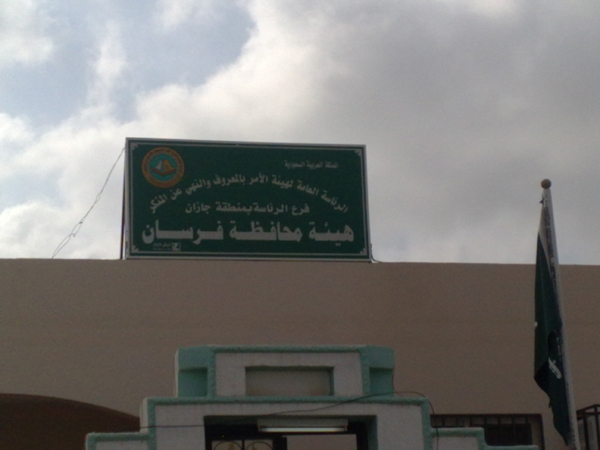 المملكة العربية السعودية
الرئاسة العامة لهيئة الأمر بالمعروف والنهي عن المنكر
فرع الرئاسة بمنطقة جازان
هيئة محافظة فرسان